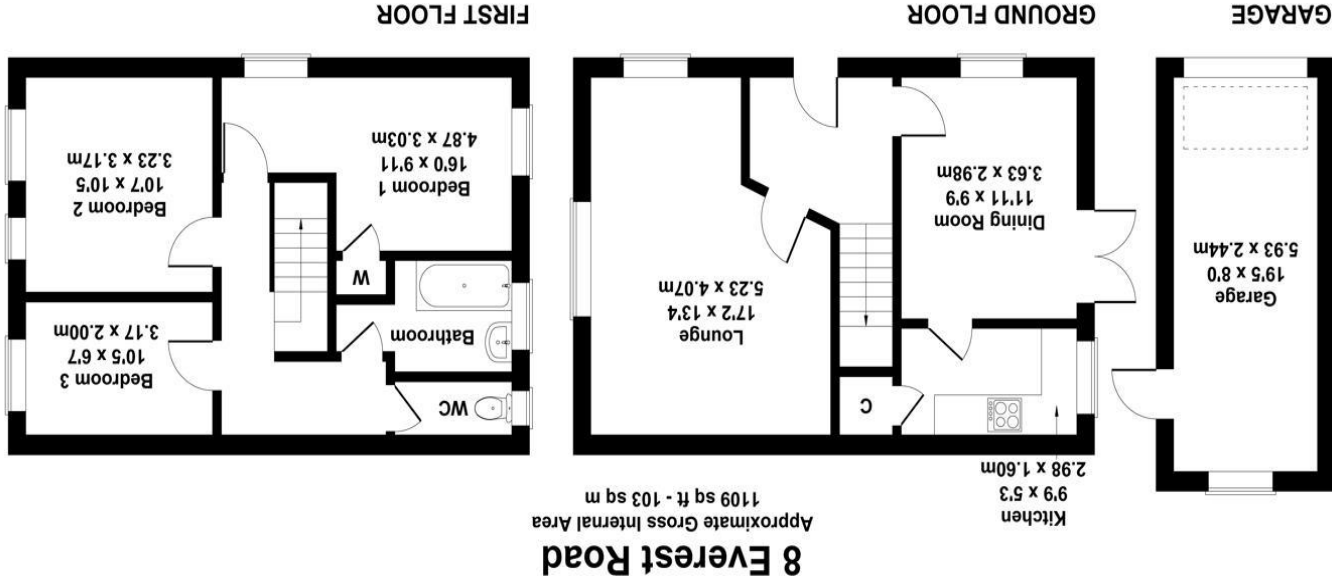 8 Everest Road
Approximate Gross Internal Area
1109 sq ft - 103 sq m
Kitchen
9'9 x 5'3
2.98 x 1.60m
C
Garage
19'5 x 8'0
5.93 x 2.44m
Dining Room
11'11 x 9'9
3.63 x 2.98m
Lounge
17'2 x 13'4
5.23 x 4.07m
WC
Bathroom
W
Bedroom 3
10'5 x 6'7
3.17 x 2.00m
Bedroom 1
16'0 x 9'11
4.87 x 3.03m
Bedroom 2
10'7 x 10'5
3.23 x 3.17m
GARAGE
GROUND FLOOR
FIRST FLOOR